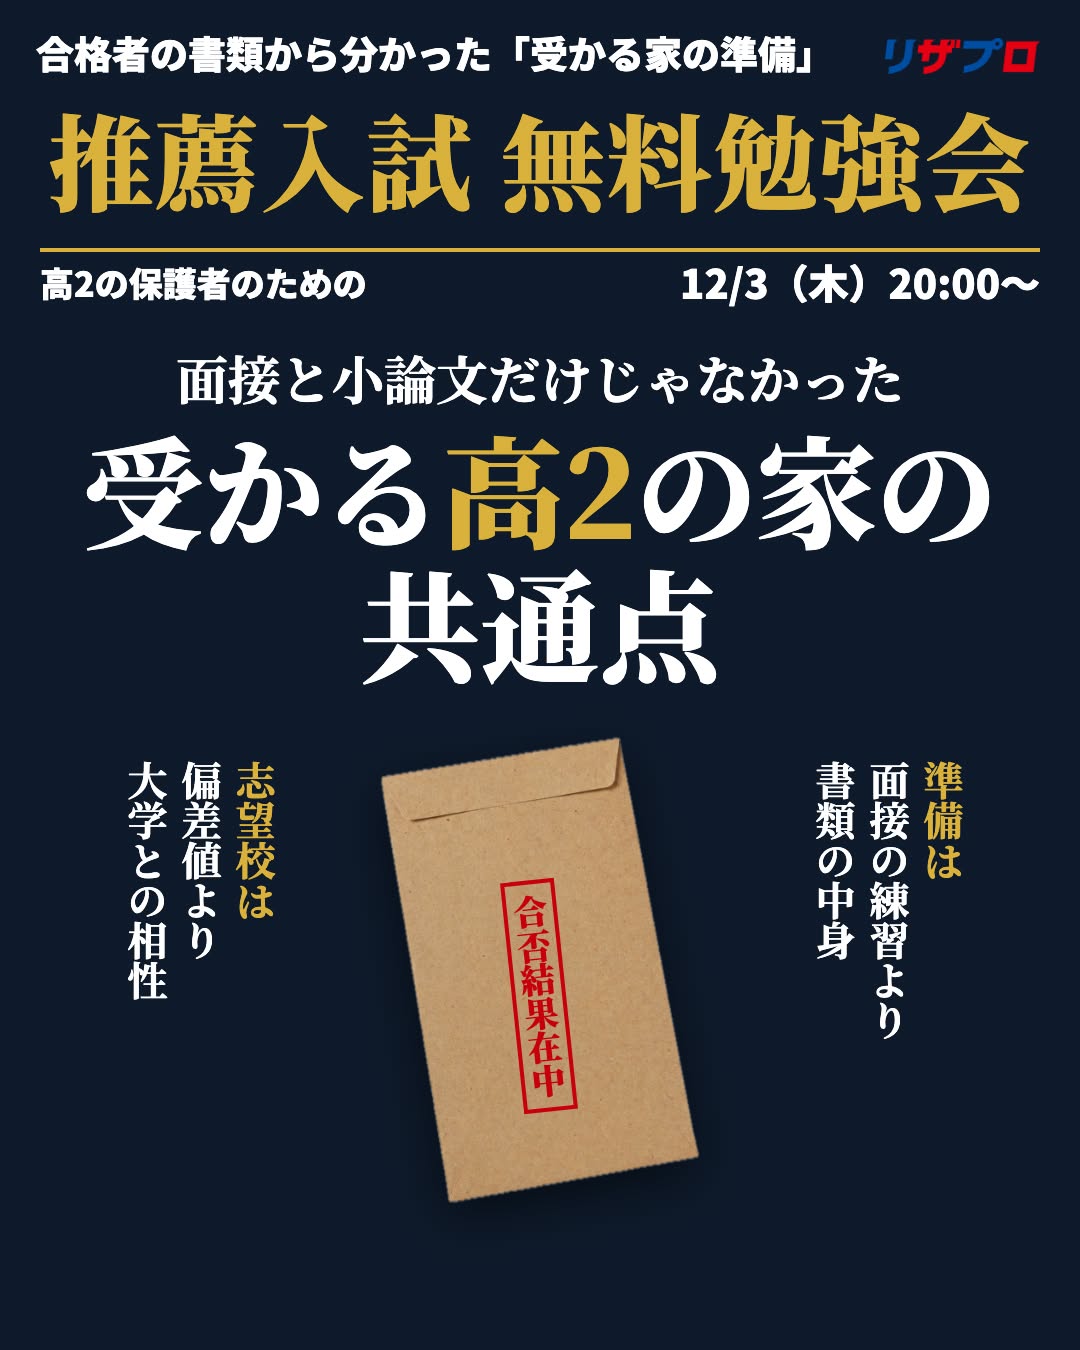 合格者の書類から分かった「受かる家の準備」
リザプロ
推薦入試 無料勉強会
高2の保護者のための
12/3（木）20:00〜
面接と小論文だけじゃなかった
受かる高2の家の
共通点
準備は
面接の練習より
書類の中身
合否結果在中
志望校は
偏差値より
大学との相性